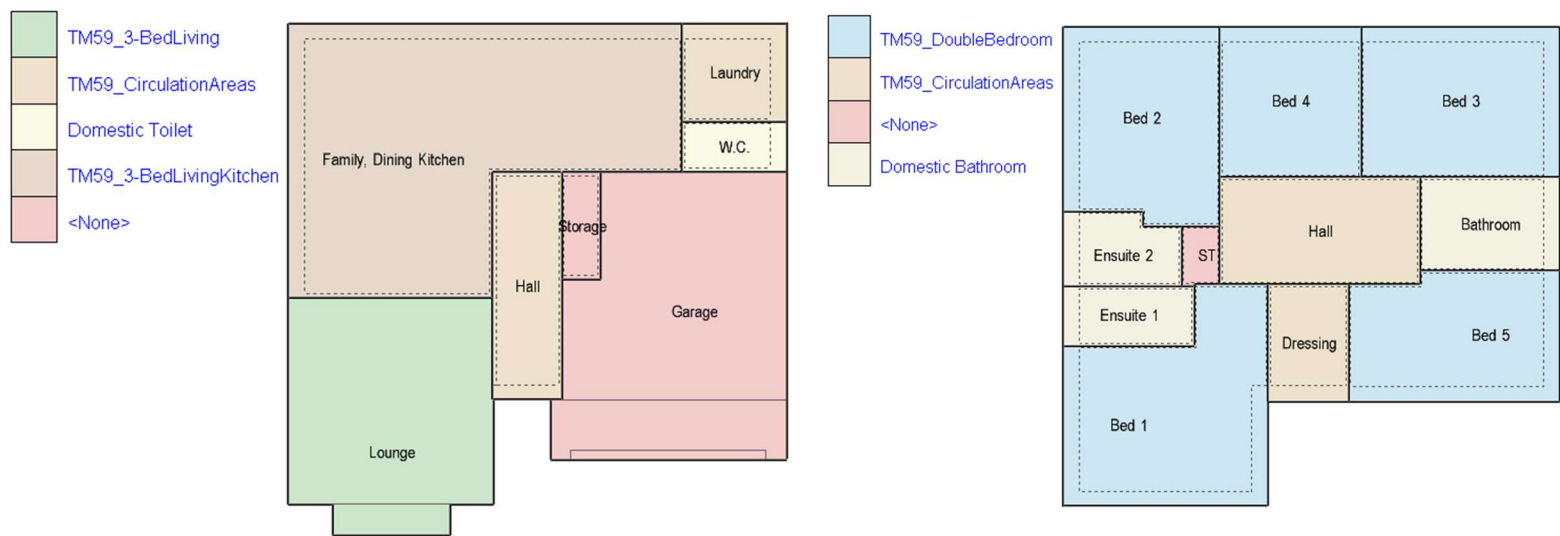 TM59_3-BedLiving
TM59_CirculationAreas
Domestic Toilet
TM59_3-BedLivingKitchen
<None>
Laundry
W.C.
Family, Dining Kitchen
Storage
Hall
Garage
Lounge
TM59_DoubleBedroom
TM59_CirculationAreas
<None>
Domestic Bathroom
Bed 2
Bed 4
Bed 3
Ensuite 2
ST
Hall
Bathroom
Ensuite 1
Dressing
Bed 5
Bed 1